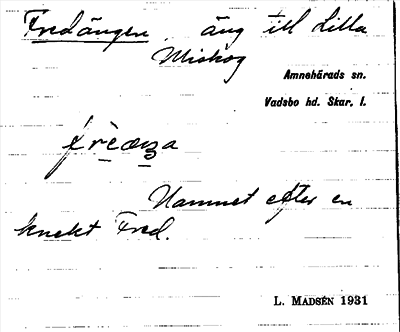 Fredängen, äng till Lilla
Miskog
Amnehärads sn.
Vadsbo hd. Skar. l.
Namnet efter en
knekt Fred.
L. MADSÉN 1931